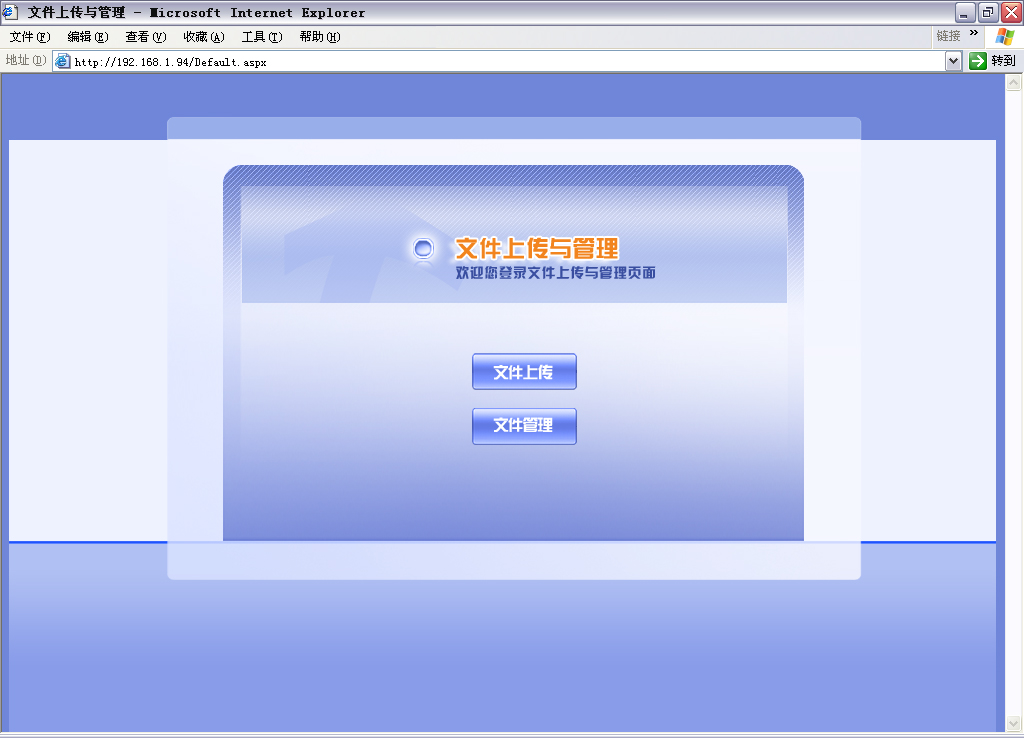 文件上传与管理 - Microsoft Internet Explorer
文件(F) 编辑(E) 查看(V) 收藏(A) 工具(T) 帮助(H) 链接 »
地址(D) http://192.168.1.94/Default.aspx 转到
文件上传与管理
欢迎您登录文件上传与管理页面
文件上传
文件管理